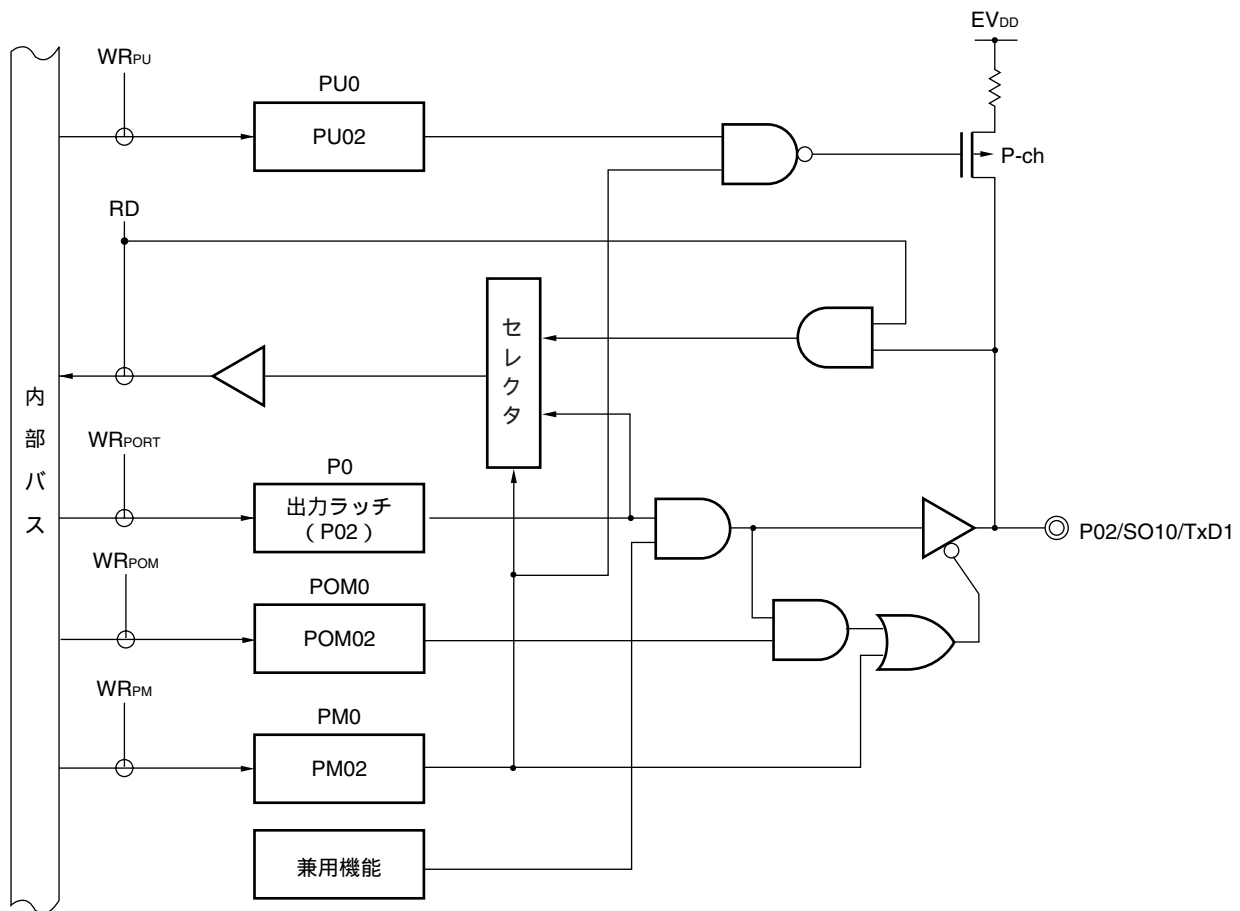 EVDD
WRPU
PU0
PU02
P-ch
RD
セレクタ
内部バス
WRPORT
P0
出力ラッチ
（P02）
P02/SO10/TxD1
WRPOM
POM0
POM02
WRPM
PM0
PM02
兼用機能